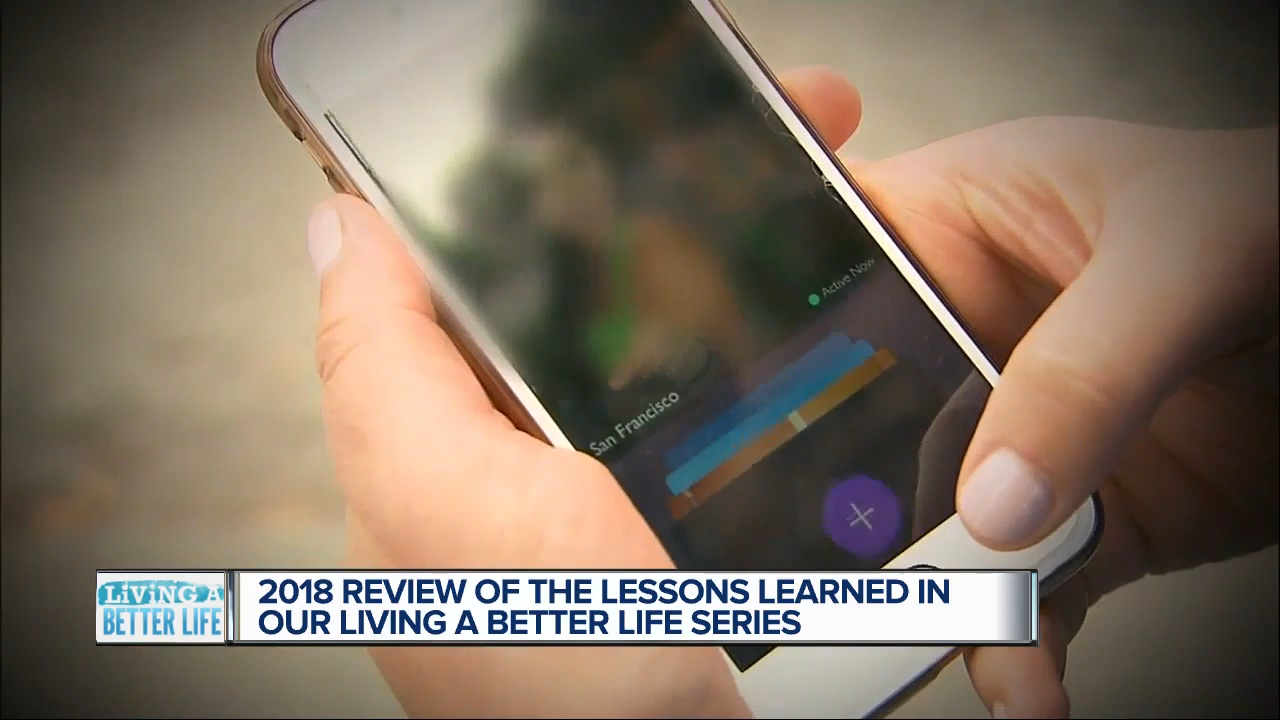 Active Now
San Francisco
LIVING A
BETTER LIFE
2018 REVIEW OF THE LESSONS LEARNED IN
OUR LIVING A BETTER LIFE SERIES